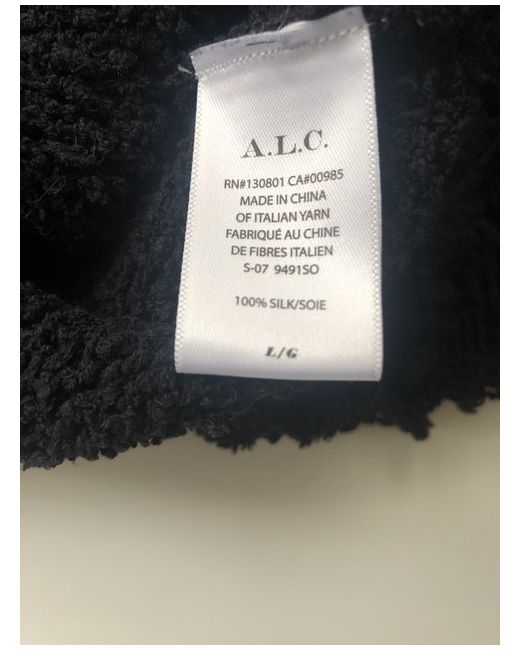 A.L.C.
RN#130801 CA#00985
MADE IN CHINA
OF ITALIAN YARN
FABRIQUÉ AU CHINE
DE FIBRES ITALIEN
S-07 9491SO
100% SILK/SOIE
L/G